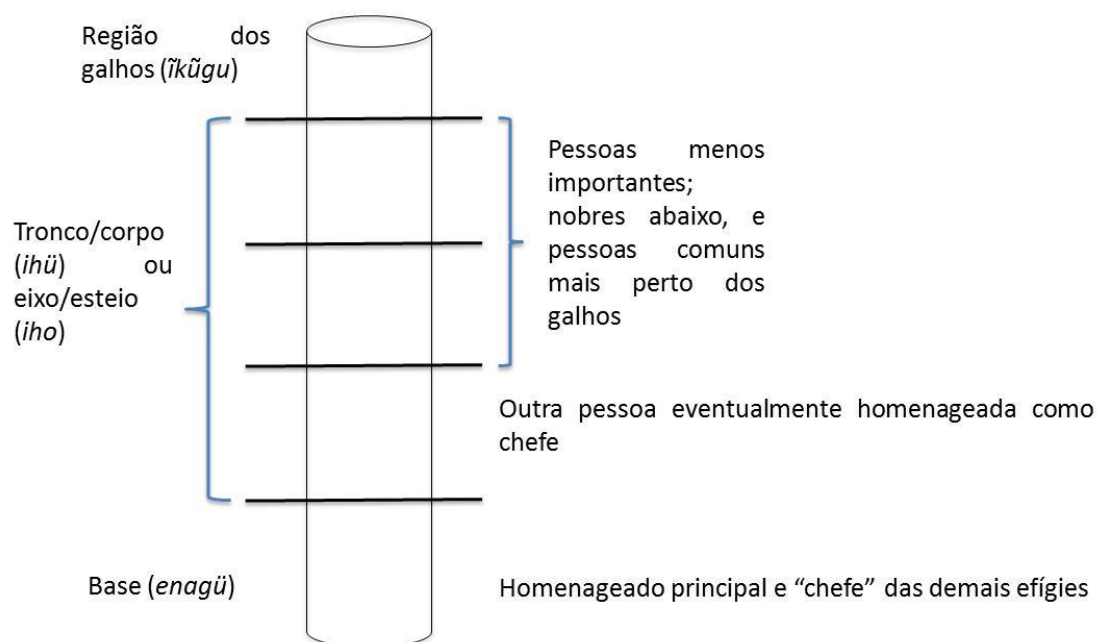 Região dos
galhos (ĩkũgu)
Pessoas menos
importantes;
nobres abaixo, e
pessoas comuns
mais perto dos
galhos
Tronco/corpo
(ihü) ou
eixo/esteio
(iho)
Outra pessoa eventualmente homenageada como
chefe
Base (enagü)
Homenageado principal e “chefe” das demais efígies